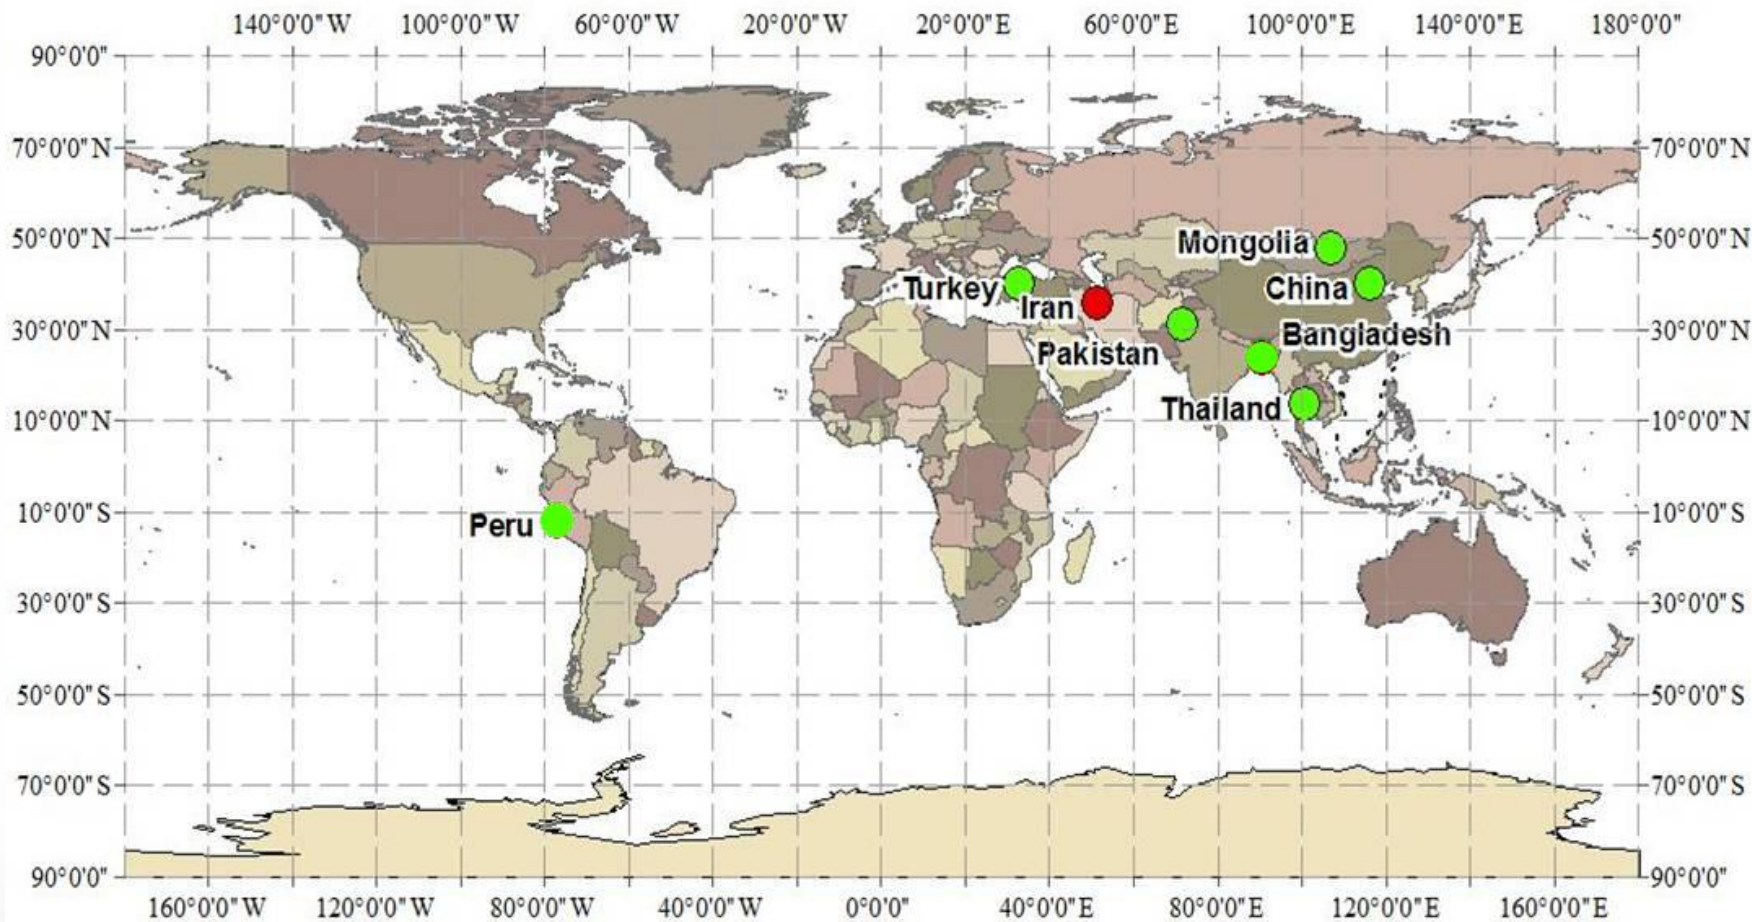 140°0'0"W 100°0'0"W 60°0'0"W 20°0'0"W 20°0'0"E 60°0'0"E 100°0'0"E 140°0'0"E 180°0'0"
90°0'0"
70°0'0"N 70°0'0"N
50°0'0"N Mongolia 50°0'0"N
Turkey Iran China
30°0'0"N Pakistan Bangladesh 30°0'0"N
10°0'0"N Thailand 10°0'0"N
10°0'0"S Peru 10°0'0"S
30°0'0"S 30°0'0"S
50°0'0"S 50°0'0"S
70°0'0"S 70°0'0"S
90°0'0" 90°0'0"
160°0'0"W 120°0'0"W 80°0'0"W 40°0'0"W 0°0'0" 40°0'0"E 80°0'0"E 120°0'0"E 160°0'0"E